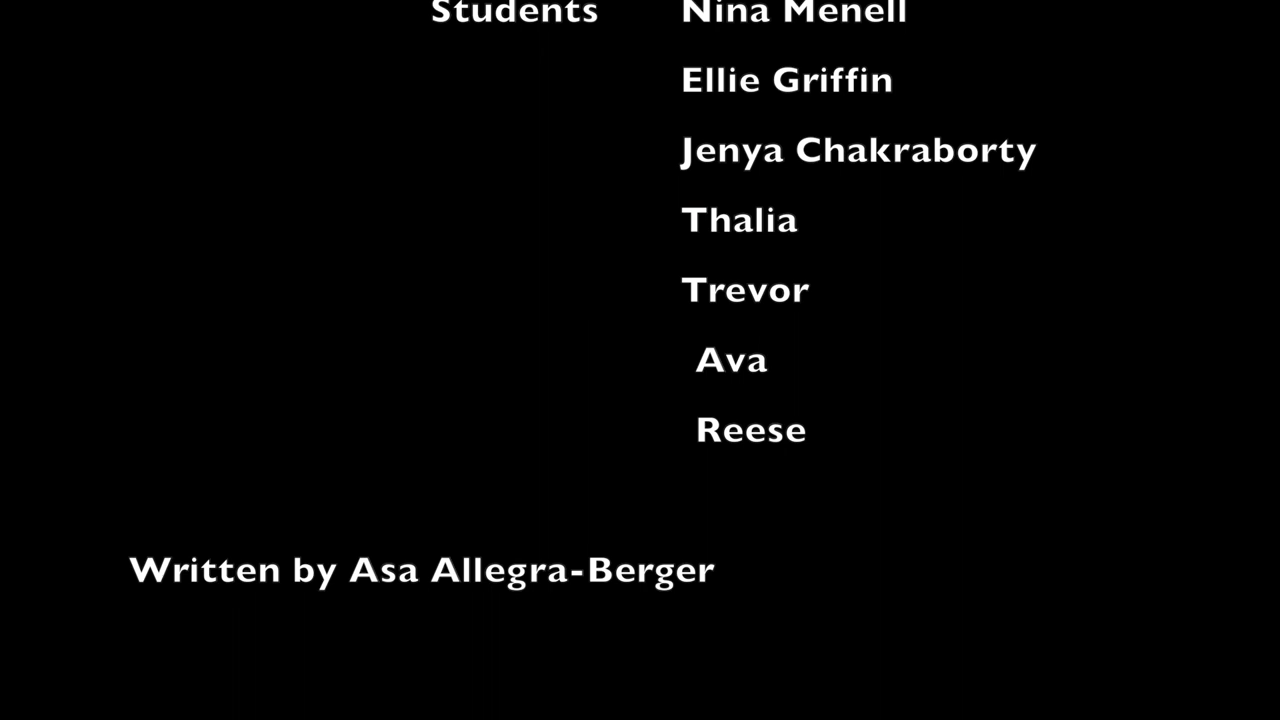 Students Nina Menell
Ellie Griffin
Jenya Chakraborty
Thalia
Trevor
Ava
Reese
Written by Asa Allegra-Berger